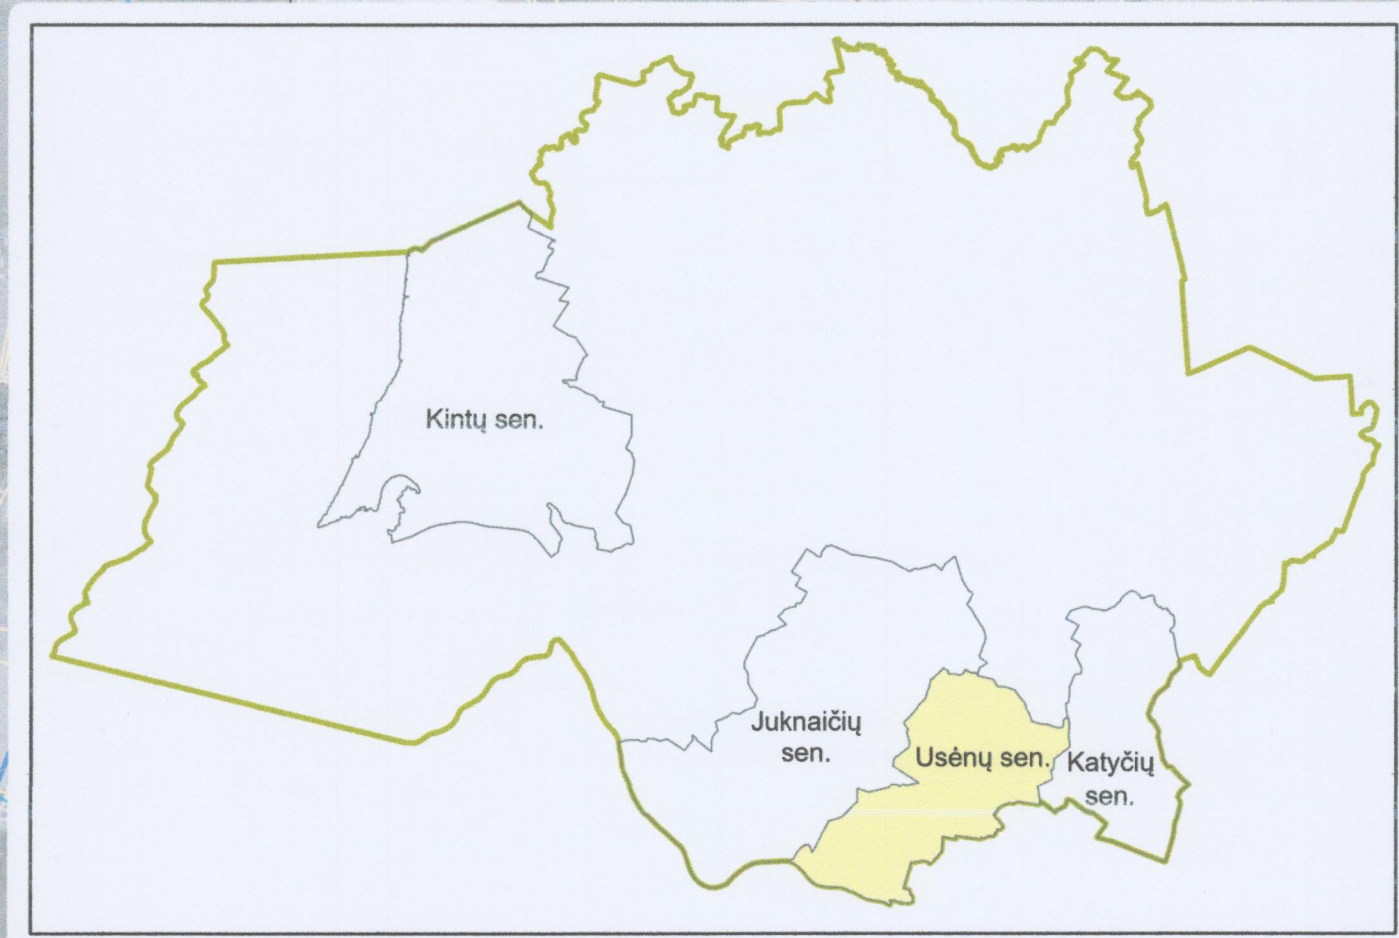 Kintų sen.
Juknaičių
sen.
Usėnų sen.
Katyčių
sen.